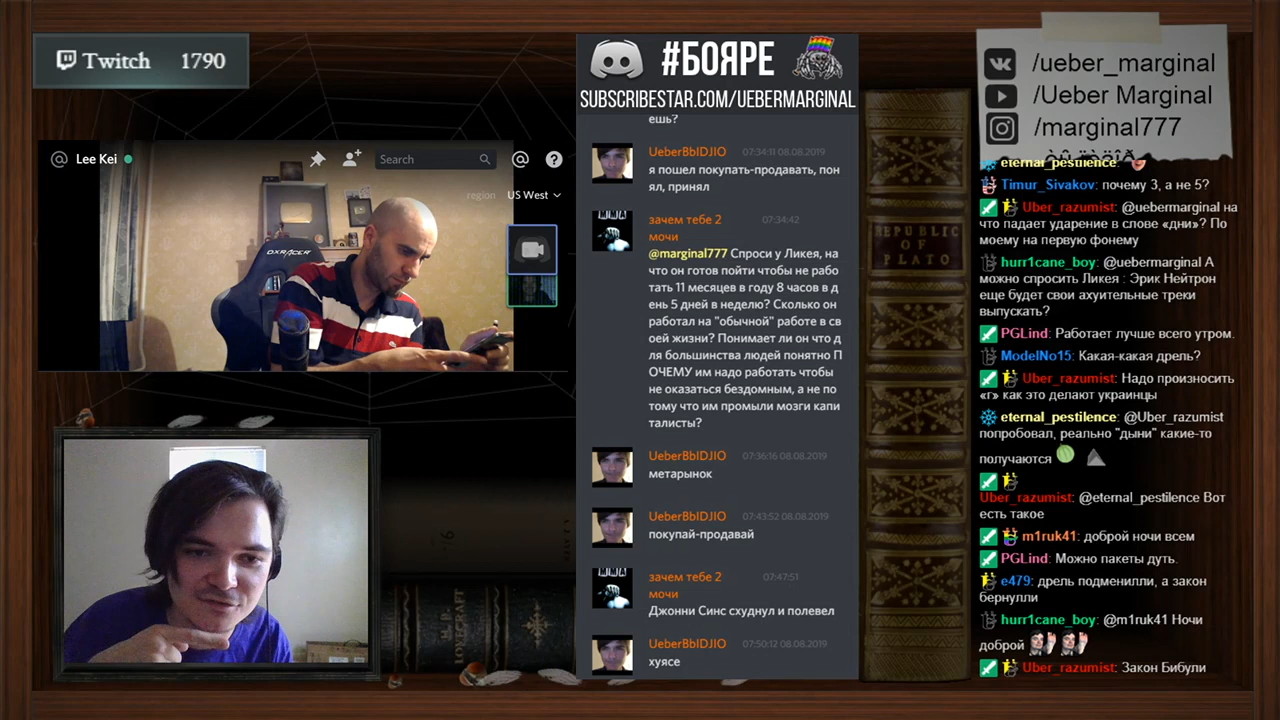 Twitch 1790
@ Lee Kei
Search
@ ?
region US West
DXRACER
#БОЯРЕ
SUBSCRIBESTAR.COM/UEBERMARGINAL
ешь?
UeberBbIDJIO 07:34:11 08.08.2019
я пошел покупать-продавать, пон
ял, принял
зачем тебе 2 07:34:42
мочи
@marginal777 Спроси у Ликея, на
что он готов пойти чтобы не рабо
тать 11 месяцев в году 8 часов в д
ень 5 дней в неделю? Сколько он
работал на "обычной" работе в св
оей жизни? Понимает ли он что д
ля большинства людей понятно П
ОЧЕМУ им надо работать чтобы
не оказаться бездомным, а не по
тому что им промыли мозги капи
талисты?
UeberBbIDJIO 07:36:16 08.08.2019
метарынок
UeberBbIDJIO 07:43:52 08.08.2019
покупай-продавай
зачем тебе 2 07:47:51
мочи
Джонни Синс схуднул и полевел
UeberBbIDJIO 07:50:12 08.08.2019
хуясе
REPUBLIC
OF
PLATO
H.P.
LOVECRAFT
/ueber_marginal
/Ueber Marginal
/marginal777
eternal_pestilence:
Timur_Sivakov: почему 3, а не 5?
Uber_razumist: @uebermarginal на
что падает ударение в слове «дни»? По
моему на первую фонему
hurr1cane_boy: @uebermarginal А
можно спросить Ликея : Эрик Нейтрон
еще будет свои ахуительные треки
выпускать?
PGLind: Работает лучше всего утром.
ModelNo15: Какая-какая дрель?
Uber_razumist: Надо произносить
«г» как это делают украинцы
eternal_pestilence: @Uber_razumist
попробовал, реально "дыни" какие-то
получаются
Uber_razumist: @eternal_pestilence Вот
есть такое
m1ruk41: доброй ночи всем
PGLind: Можно пакеты дуть.
e479: дрель подменилли, а закон
бернулли
hurr1cane_boy: @m1ruk41 Ночи
доброй
Uber_razumist: Закон Бибули